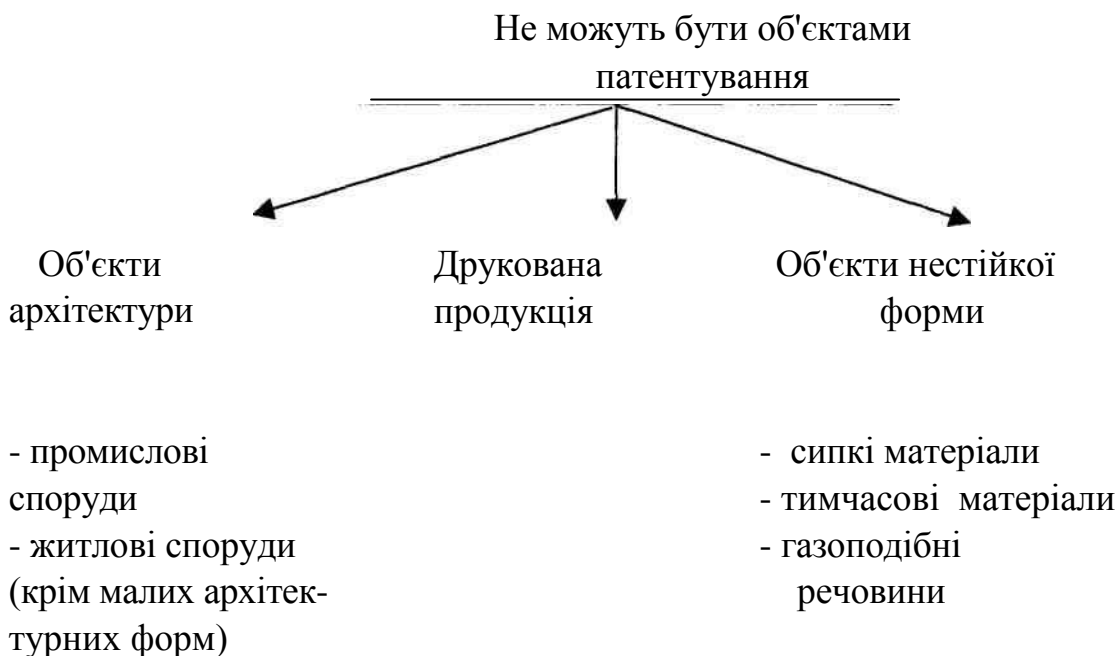 Не можуть бути об'єктами
патентування
Об'єкти
архітектури
Друкована
продукція
Об'єкти нестійкої
форми
- промислові
споруди
- житлові споруди
(крім малих архітек-
турних форм)
- сипкі матеріали
- тимчасові матеріали
- газоподібні
речовини